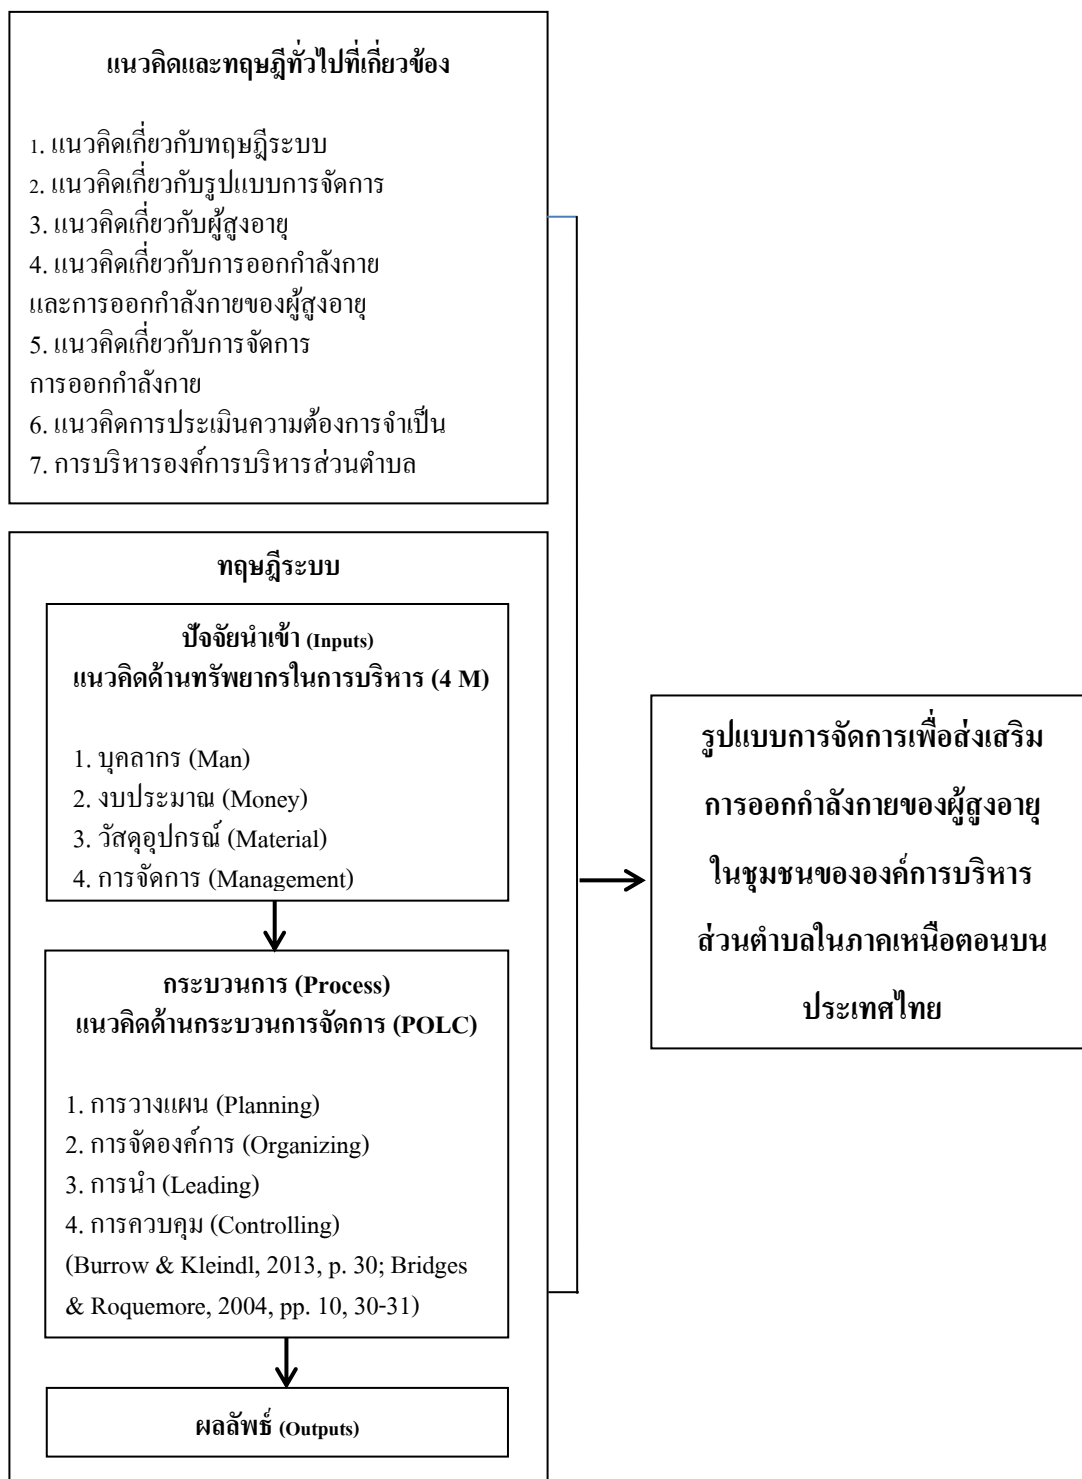 แนวคิดและทฤษฎีทั่วไปที่เกี่ยวข้อง
1. แนวคิดเกี่ยวกับทฤษฎีระบบ
2. แนวคิดเกี่ยวกับรูปแบบการจัดการ
3. แนวคิดเกี่ยวกับผู้สูงอายุ
4. แนวคิดเกี่ยวกับการออกกำลังกาย
และการออกกำลังกายของผู้สูงอายุ
5. แนวคิดเกี่ยวกับการจัดการ
การออกกำลังกาย
6. แนวคิดการประเมินความต้องการจำเป็น
7. การบริหารองค์การบริหารส่วนตำบล
ทฤษฎีระบบ
ปัจจัยนำเข้า (Inputs)
แนวคิดด้านทรัพยากรในการบริหาร (4 M)
1. บุคลากร (Man)
2. งบประมาณ (Money)
3. วัสดุอุปกรณ์ (Material)
4. การจัดการ (Management)
กระบวนการ (Process)
แนวคิดด้านกระบวนการจัดการ (POLC)
1. การวางแผน (Planning)
2. การจัดองค์การ (Organizing)
3. การนำ (Leading)
4. การควบคุม (Controlling)
(Burrow & Kleindl, 2013, p. 30; Bridges
& Roquemore, 2004, pp. 10, 30-31)
ผลลัพธ์ (Outputs)
รูปแบบการจัดการเพื่อส่งเสริม
การออกกำลังกายของผู้สูงอายุ
ในชุมชนขององค์การบริหาร
ส่วนตำบลในภาคเหนือตอนบน
ประเทศไทย